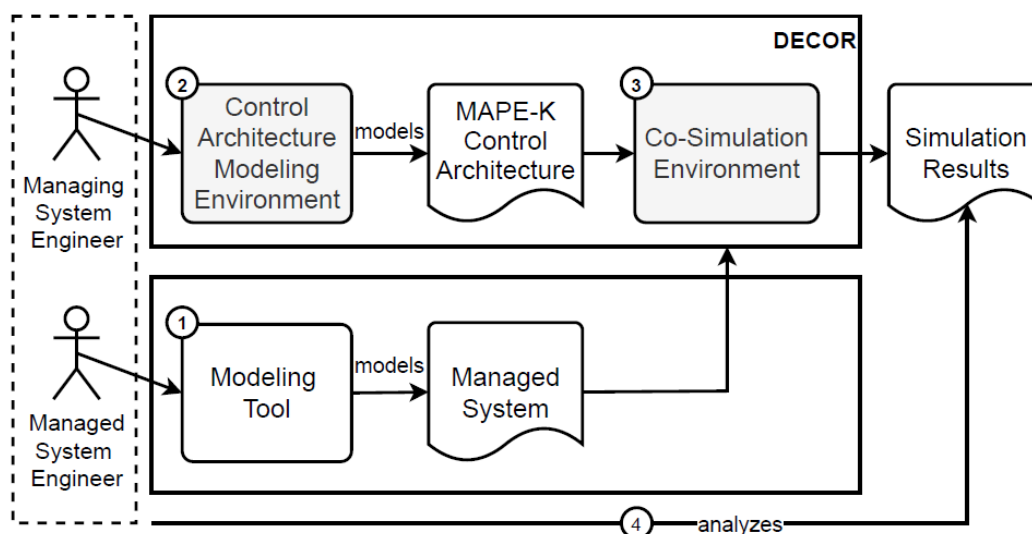 DECOR
2
Control
Architecture
Modeling
Environment
models
MAPE-K
Control
Architecture
3
Co-Simulation
Environment
Simulation
Results
Managing
System
Engineer
1
Modeling
Tool
models
Managed
System
Managed
System
Engineer
4
analyzes